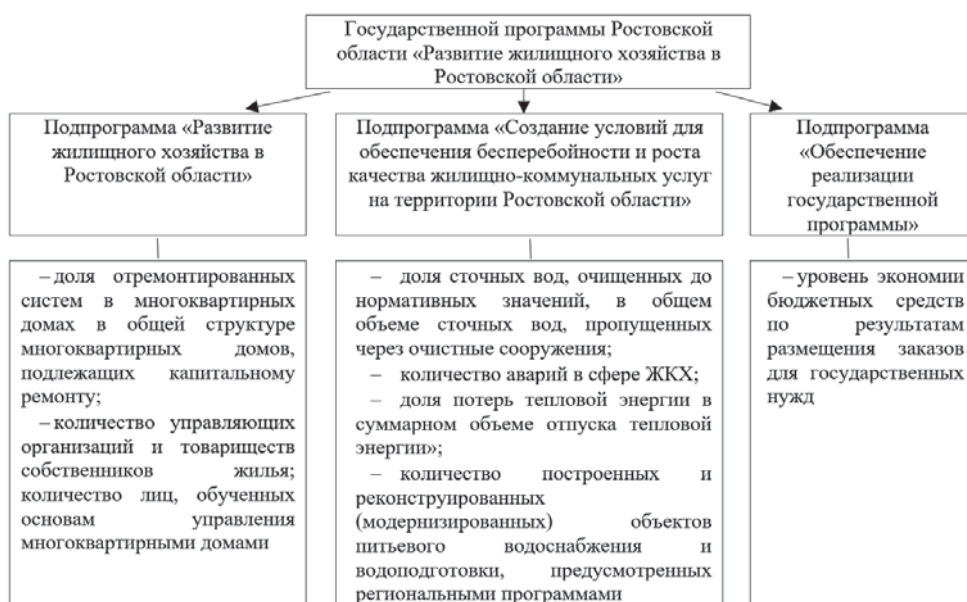 Государственной программы Ростовской
области «Развитие жилищного хозяйства в
Ростовской области»
Подпрограмма «Развитие
жилищного хозяйства в
Ростовской области»
Подпрограмма «Создание условий для
обеспечения бесперебойности и роста
качества жилищно-коммунальных услуг
на территории Ростовской области»
Подпрограмма
«Обеспечение
реализации
государственной
программы»
– доля отремонтированных
систем в многоквартирных
домах в общей структуре
многоквартирных домов,
подлежащих капитальному
ремонту;
– количество управляющих
организаций и товариществ
собственников жилья;
количество лиц, обученных
основам управления
многоквартирными домами
– доля сточных вод, очищенных до
нормативных значений, в общем
объеме сточных вод, пропущенных
через очистные сооружения;
– количество аварий в сфере ЖКХ;
– доля потерь тепловой энергии в
суммарном объеме отпуска тепловой
энергии»;
– количество построенных и
реконструированных
(модернизированных) объектов
питьевого водоснабжения и
водоподготовки, предусмотренных
региональными программами
– уровень экономии
бюджетных средств
по результатам
размещения заказов
для государственных
нужд